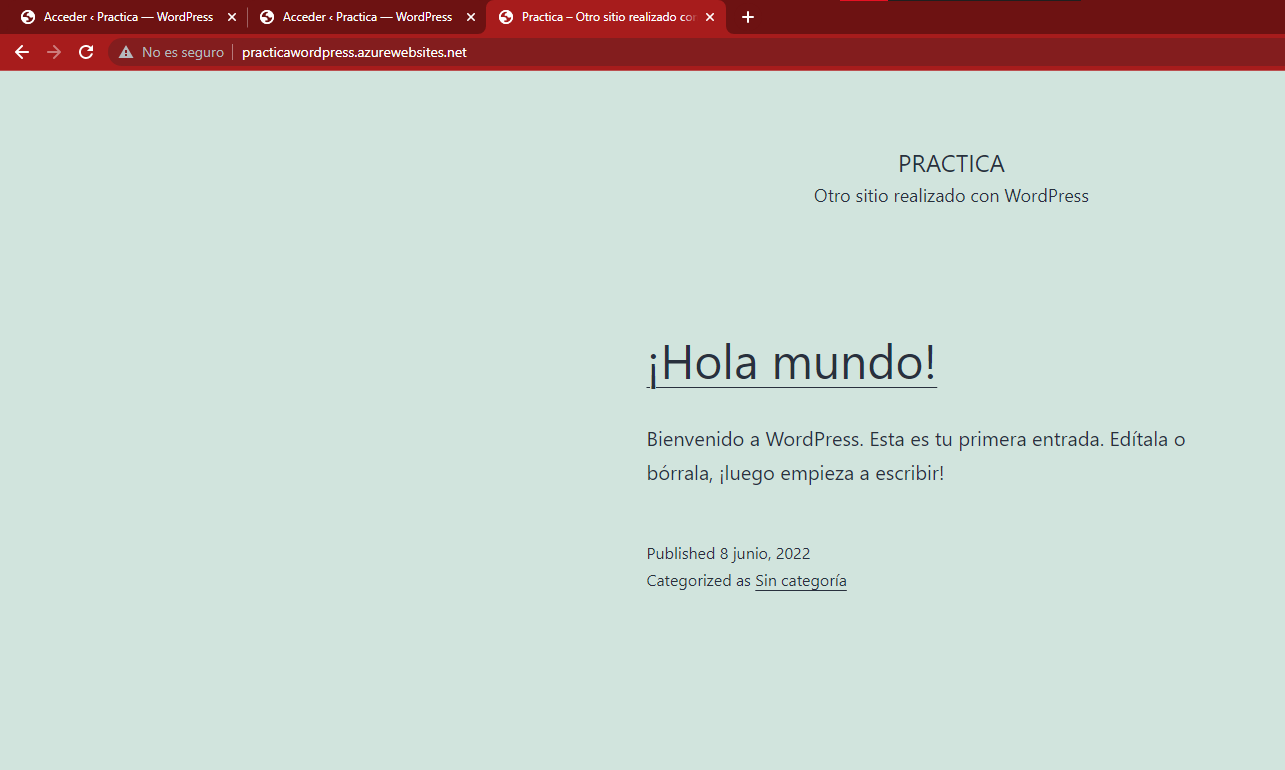 Acceder ‹ Practica — WordPress
Acceder ‹ Practica — WordPress
Practica – Otro sitio realizado con
No es seguro
practicawordpress.azurewebsites.net
PRACTICA
Otro sitio realizado con WordPress
¡Hola mundo!
Bienvenido a WordPress. Esta es tu primera entrada. Edítala o
bórrala, ¡luego empieza a escribir!
Published 8 junio, 2022
Categorized as Sin categoría